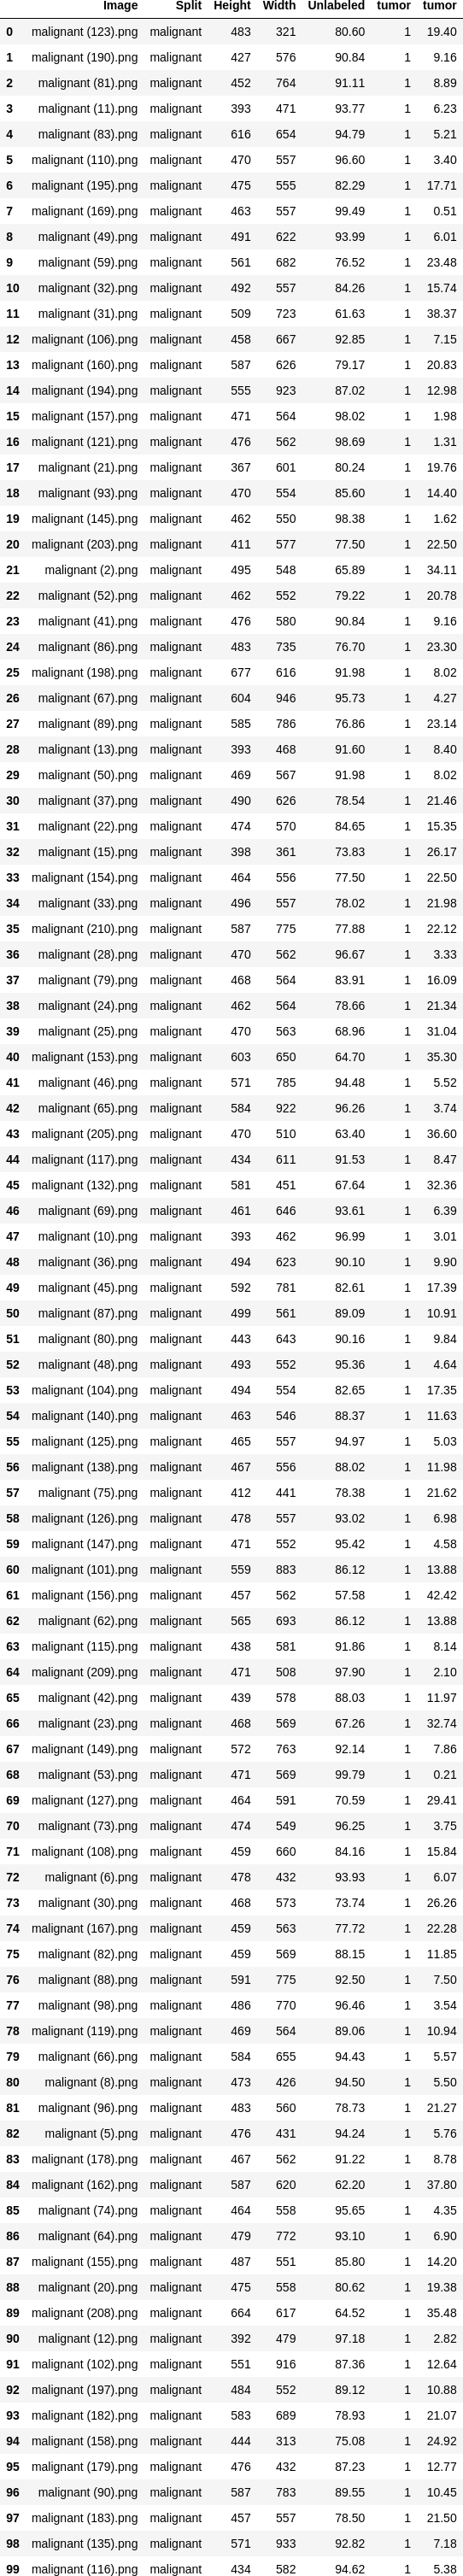 Image Split Height Width Unlabeled tumor tumor
0 malignant (123).png malignant 483 321 80.60 1 19.40
1 malignant (190).png malignant 427 576 90.84 1 9.16
2 malignant (81).png malignant 452 764 91.11 1 8.89
3 malignant (11).png malignant 393 471 93.77 1 6.23
4 malignant (83).png malignant 616 654 94.79 1 5.21
5 malignant (110).png malignant 470 557 96.60 1 3.40
6 malignant (195).png malignant 475 555 82.29 1 17.71
7 malignant (169).png malignant 463 557 99.49 1 0.51
8 malignant (49).png malignant 491 622 93.99 1 6.01
9 malignant (59).png malignant 561 682 76.52 1 23.48
10 malignant (32).png malignant 492 557 84.26 1 15.74
11 malignant (31).png malignant 509 723 61.63 1 38.37
12 malignant (106).png malignant 458 667 92.85 1 7.15
13 malignant (160).png malignant 587 626 79.17 1 20.83
14 malignant (194).png malignant 555 923 87.02 1 12.98
15 malignant (157).png malignant 471 564 98.02 1 1.98
16 malignant (121).png malignant 476 562 98.69 1 1.31
17 malignant (21).png malignant 367 601 80.24 1 19.76
18 malignant (93).png malignant 470 554 85.60 1 14.40
19 malignant (145).png malignant 462 550 98.38 1 1.62
20 malignant (203).png malignant 411 577 77.50 1 22.50
21 malignant (2).png malignant 495 548 65.89 1 34.11
22 malignant (52).png malignant 462 552 79.22 1 20.78
23 malignant (41).png malignant 476 580 90.84 1 9.16
24 malignant (86).png malignant 483 735 76.70 1 23.30
25 malignant (198).png malignant 677 616 91.98 1 8.02
26 malignant (67).png malignant 604 946 95.73 1 4.27
27 malignant (89).png malignant 585 786 76.86 1 23.14
28 malignant (13).png malignant 393 468 91.60 1 8.40
29 malignant (50).png malignant 469 567 91.98 1 8.02
30 malignant (37).png malignant 490 626 78.54 1 21.46
31 malignant (22).png malignant 474 570 84.65 1 15.35
32 malignant (15).png malignant 398 361 73.83 1 26.17
33 malignant (154).png malignant 464 556 77.50 1 22.50
34 malignant (33).png malignant 496 557 78.02 1 21.98
35 malignant (210).png malignant 587 775 77.88 1 22.12
36 malignant (28).png malignant 470 562 96.67 1 3.33
37 malignant (79).png malignant 468 564 83.91 1 16.09
38 malignant (24).png malignant 462 564 78.66 1 21.34
39 malignant (25).png malignant 470 563 68.96 1 31.04
40 malignant (153).png malignant 603 650 64.70 1 35.30
41 malignant (46).png malignant 571 785 94.48 1 5.52
42 malignant (65).png malignant 584 922 96.26 1 3.74
43 malignant (205).png malignant 470 510 63.40 1 36.60
44 malignant (117).png malignant 434 611 91.53 1 8.47
45 malignant (132).png malignant 581 451 67.64 1 32.36
46 malignant (69).png malignant 461 646 93.61 1 6.39
47 malignant (10).png malignant 393 462 96.99 1 3.01
48 malignant (36).png malignant 494 623 90.10 1 9.90
49 malignant (45).png malignant 592 781 82.61 1 17.39
50 malignant (87).png malignant 499 561 89.09 1 10.91
51 malignant (80).png malignant 443 643 90.16 1 9.84
52 malignant (48).png malignant 493 552 95.36 1 4.64
53 malignant (104).png malignant 494 554 82.65 1 17.35
54 malignant (140).png malignant 463 546 88.37 1 11.63
55 malignant (125).png malignant 465 557 94.97 1 5.03
56 malignant (138).png malignant 467 556 88.02 1 11.98
57 malignant (75).png malignant 412 441 78.38 1 21.62
58 malignant (126).png malignant 478 557 93.02 1 6.98
59 malignant (147).png malignant 471 552 95.42 1 4.58
60 malignant (101).png malignant 559 883 86.12 1 13.88
61 malignant (156).png malignant 457 562 57.58 1 42.42
62 malignant (62).png malignant 565 693 86.12 1 13.88
63 malignant (115).png malignant 438 581 91.86 1 8.14
64 malignant (209).png malignant 471 508 97.90 1 2.10
65 malignant (42).png malignant 439 578 88.03 1 11.97
66 malignant (23).png malignant 468 569 67.26 1 32.74
67 malignant (149).png malignant 572 763 92.14 1 7.86
68 malignant (53).png malignant 471 569 99.79 1 0.21
69 malignant (127).png malignant 464 591 70.59 1 29.41
70 malignant (73).png malignant 474 549 96.25 1 3.75
71 malignant (108).png malignant 459 660 84.16 1 15.84
72 malignant (6).png malignant 478 432 93.93 1 6.07
73 malignant (30).png malignant 468 573 73.74 1 26.26
74 malignant (167).png malignant 459 563 77.72 1 22.28
75 malignant (82).png malignant 459 569 88.15 1 11.85
76 malignant (88).png malignant 591 775 92.50 1 7.50
77 malignant (98).png malignant 486 770 96.46 1 3.54
78 malignant (119).png malignant 469 564 89.06 1 10.94
79 malignant (66).png malignant 584 655 94.43 1 5.57
80 malignant (8).png malignant 473 426 94.50 1 5.50
81 malignant (96).png malignant 483 560 78.73 1 21.27
82 malignant (5).png malignant 476 431 94.24 1 5.76
83 malignant (178).png malignant 467 562 91.22 1 8.78
84 malignant (162).png malignant 587 620 62.20 1 37.80
85 malignant (74).png malignant 464 558 95.65 1 4.35
86 malignant (64).png malignant 479 772 93.10 1 6.90
87 malignant (155).png malignant 487 551 85.80 1 14.20
88 malignant (20).png malignant 475 558 80.62 1 19.38
89 malignant (208).png malignant 664 617 64.52 1 35.48
90 malignant (12).png malignant 392 479 97.18 1 2.82
91 malignant (102).png malignant 551 916 87.36 1 12.64
92 malignant (197).png malignant 484 552 89.12 1 10.88
93 malignant (182).png malignant 583 689 78.93 1 21.07
94 malignant (158).png malignant 444 313 75.08 1 24.92
95 malignant (179).png malignant 476 432 87.23 1 12.77
96 malignant (90).png malignant 587 783 89.55 1 10.45
97 malignant (183).png malignant 457 557 78.50 1 21.50
98 malignant (135).png malignant 571 933 92.82 1 7.18
99 malignant (116).png malignant 434 582 94.62 1 5.38